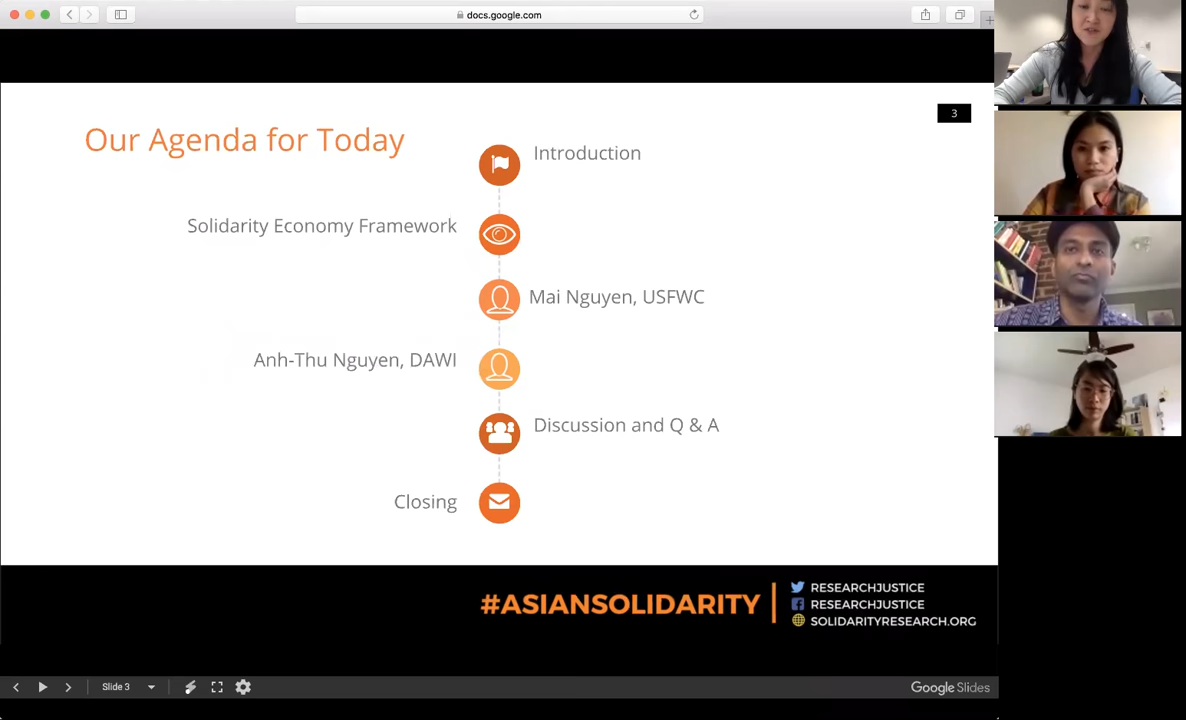 docs.google.com
3
Our Agenda for Today
Introduction
Solidarity Economy Framework
Mai Nguyen, USFWC
Anh-Thu Nguyen, DAWI
Discussion and Q & A
Closing
#ASIANSOLIDARITY
RESEARCHJUSTICE
RESEARCHJUSTICE
SOLIDARITYRESEARCH.ORG
Slide 3
Google Slides